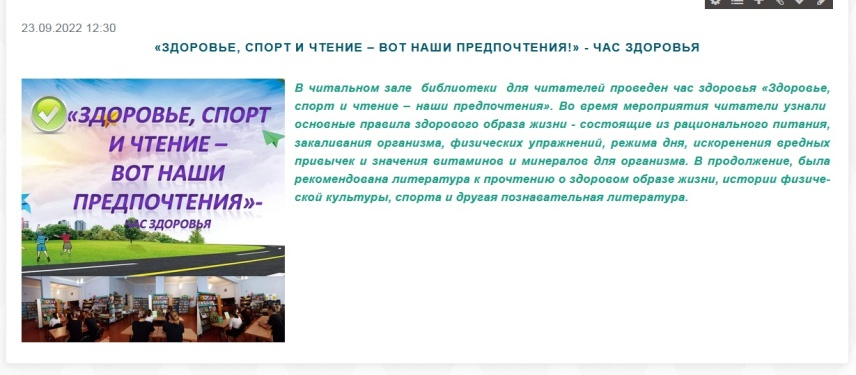 23.09.2022 12:30
«ЗДОРОВЬЕ, СПОРТ И ЧТЕНИЕ – ВОТ НАШИ ПРЕДПОЧТЕНИЯ!» - ЧАС ЗДОРОВЬЯ
«ЗДОРОВЬЕ, СПОРТ
И ЧТЕНИЕ –
ВОТ НАШИ
ПРЕДПОЧТЕНИЯ»-
ЧАС ЗДОРОВЬЯ
В читальном зале библиотеки для читателей проведен час здоровья «Здоровье,
спорт и чтение – наши предпочтения». Во время мероприятия читатели узнали
основные правила здорового образа жизни - состоящие из рационального питания,
закаливания организма, физических упражнений, режима дня, искоренения вредных
привычек и значения витаминов и минералов для организма. В продолжение, была
рекомендована литература к прочтению о здоровом образе жизни, истории физиче-
ской культуры, спорта и другая познавательная литература.